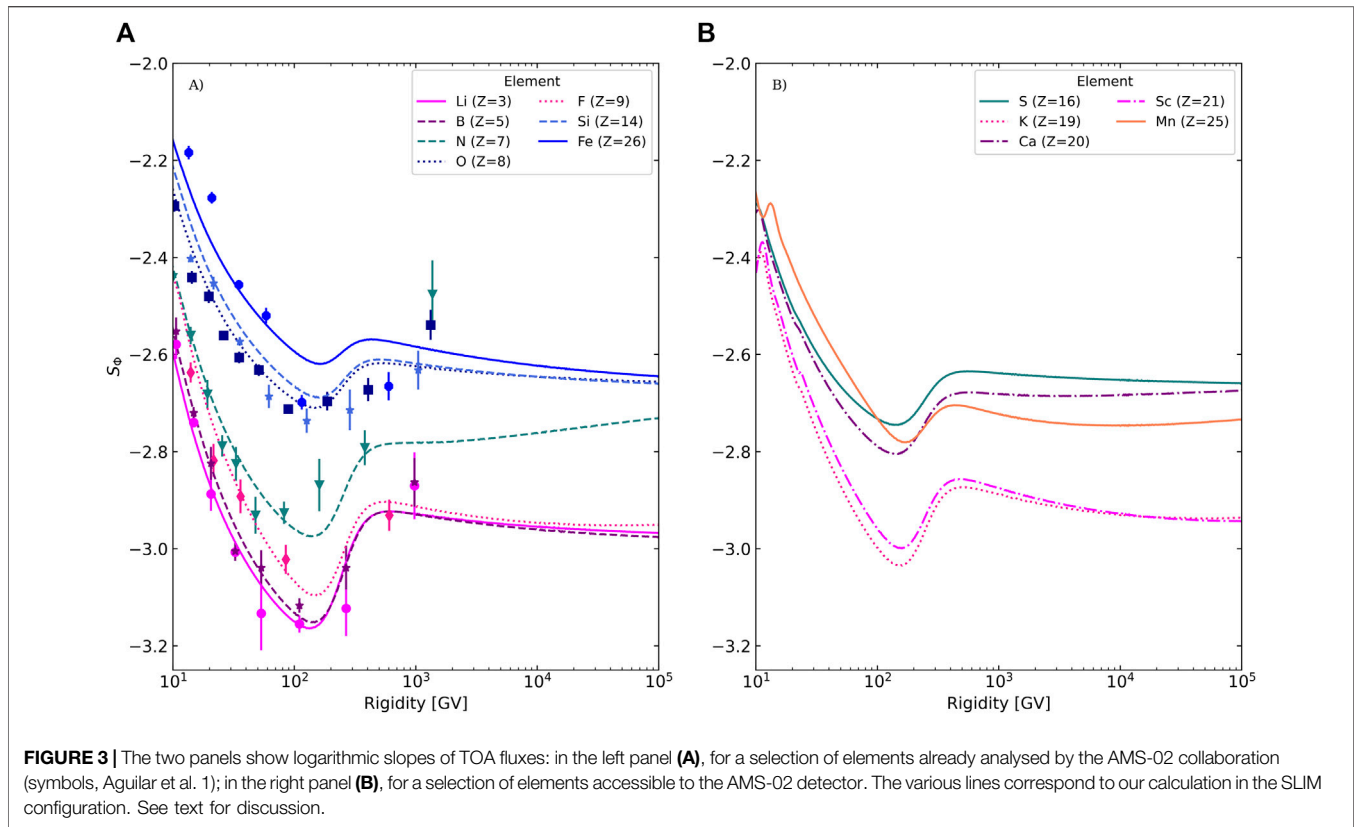 A
B
A)
Element
Li (Z=3)
F (Z=9)
B (Z=5)
Si (Z=14)
N (Z=7)
Fe (Z=26)
O (Z=8)
−2.0
−2.2
−2.4
−2.6
−2.8
−3.0
−3.2
S_Φ
10^1
10^2
10^3
10^4
10^5
Rigidity [GV]
B)
Element
S (Z=16)
Sc (Z=21)
K (Z=19)
Mn (Z=25)
Ca (Z=20)
−2.0
−2.2
−2.4
−2.6
−2.8
−3.0
−3.2
10^1
10^2
10^3
10^4
10^5
Rigidity [GV]
FIGURE 3 | The two panels show logarithmic slopes of TOA fluxes: in the left panel (A), for a selection of elements already analysed by the AMS-02 collaboration
(symbols, Aguilar et al. 1); in the right panel (B), for a selection of elements accessible to the AMS-02 detector. The various lines correspond to our calculation in the SLIM
configuration. See text for discussion.